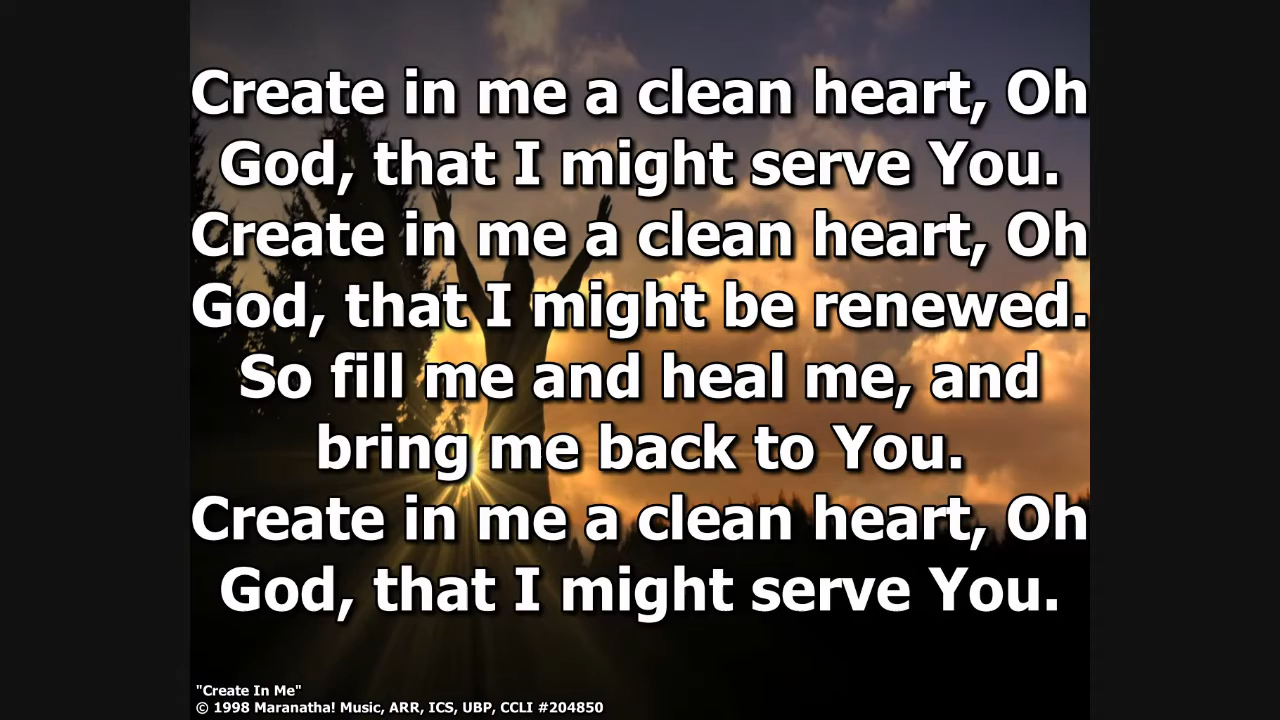 Create in me a clean heart, Oh
God, that I might serve You.
Create in me a clean heart, Oh
God, that I might be renewed.
So fill me and heal me, and
bring me back to You.
Create in me a clean heart, Oh
God, that I might serve You.
"Create In Me"
© 1998 Maranatha! Music, ARR, ICS, UBP, CCLI #204850